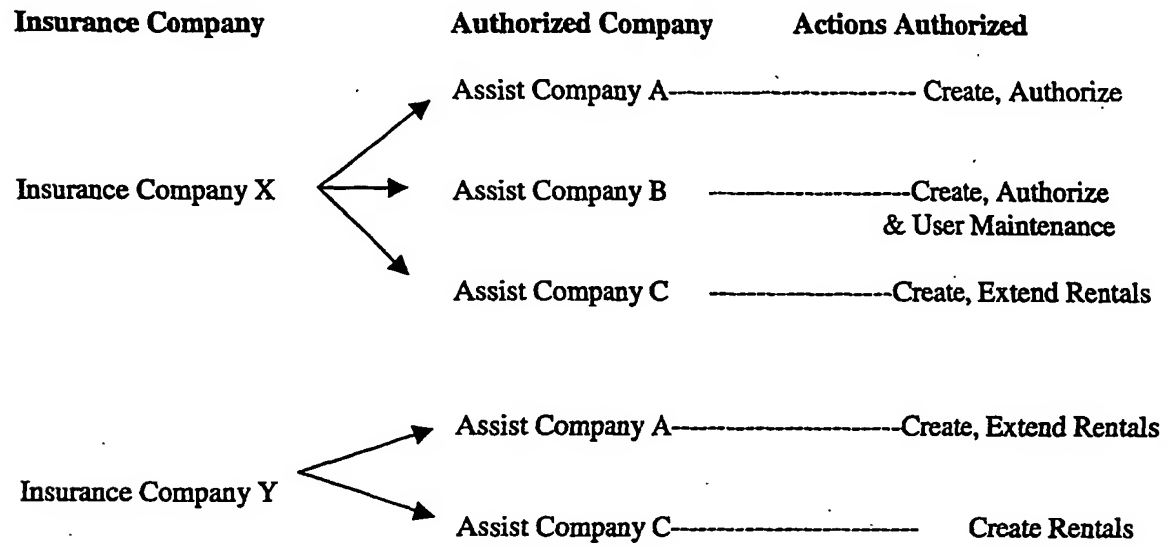 Insurance Company Authorized Company Actions Authorized
Assist Company A Create, Authorize
Insurance Company X Assist Company B Create, Authorize
& User Maintenance
Assist Company C Create, Extend Rentals
Assist Company A Create, Extend Rentals
Insurance Company Y
Assist Company C Create Rentals